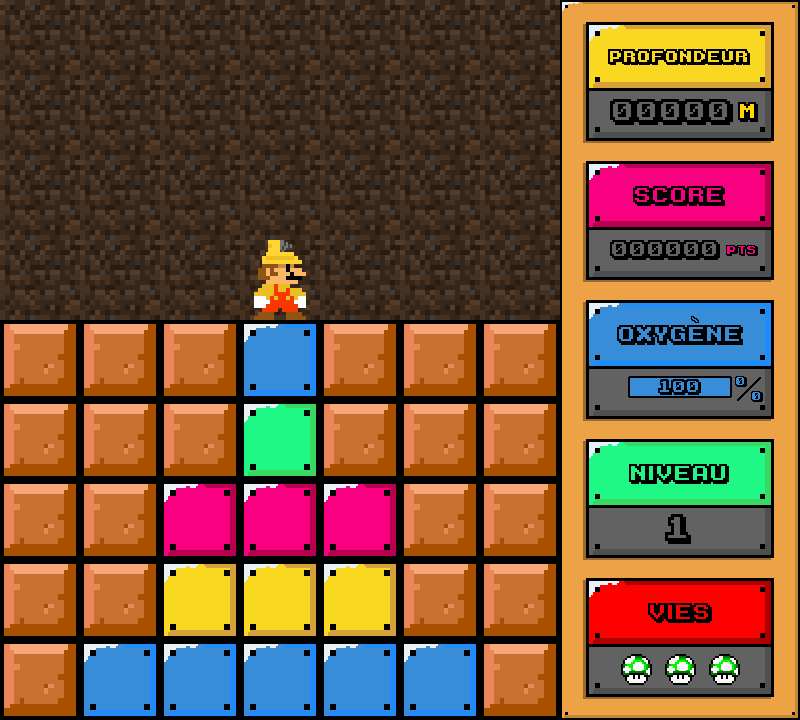 PROFONDEUR
00000 M
SCORE
000000 PTS
OXYGÈNE
100 %
NIVEAU
1
VIES